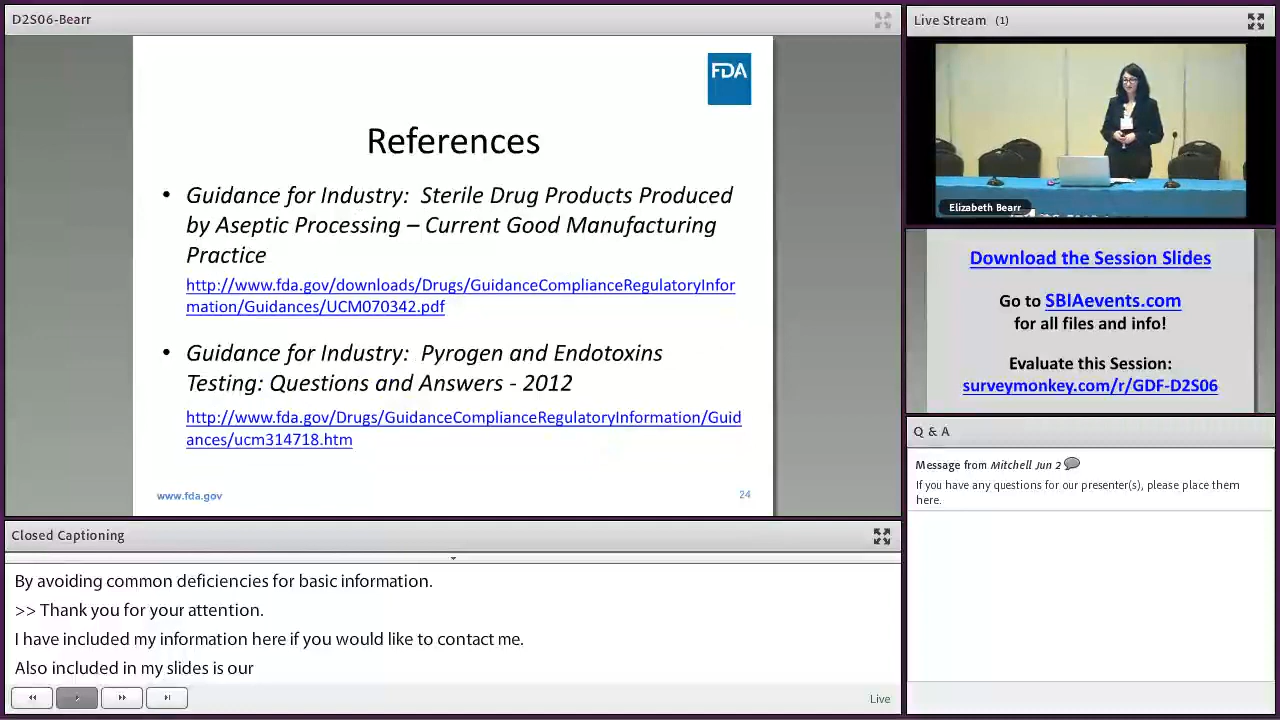 D2S06-Bearr
FDA
References
• Guidance for Industry: Sterile Drug Products Produced
by Aseptic Processing – Current Good Manufacturing
Practice
http://www.fda.gov/downloads/Drugs/GuidanceComplianceRegulatoryInfor
mation/Guidances/UCM070342.pdf
• Guidance for Industry: Pyrogen and Endotoxins
Testing: Questions and Answers - 2012
http://www.fda.gov/Drugs/GuidanceComplianceRegulatoryInformation/Guid
ances/ucm314718.htm
www.fda.gov
24
Closed Captioning
By avoiding common deficiencies for basic information.
>> Thank you for your attention.
I have included my information here if you would like to contact me.
Also included in my slides is our
Live
Live Stream (1)
Elizabeth Bearr
Download the Session Slides
Go to SBIAevents.com
for all files and info!
Evaluate this Session:
surveymonkey.com/r/GDF-D2S06
Q & A
Message from Mitchell Jun 2
If you have any questions for our presenter(s), please place them
here.